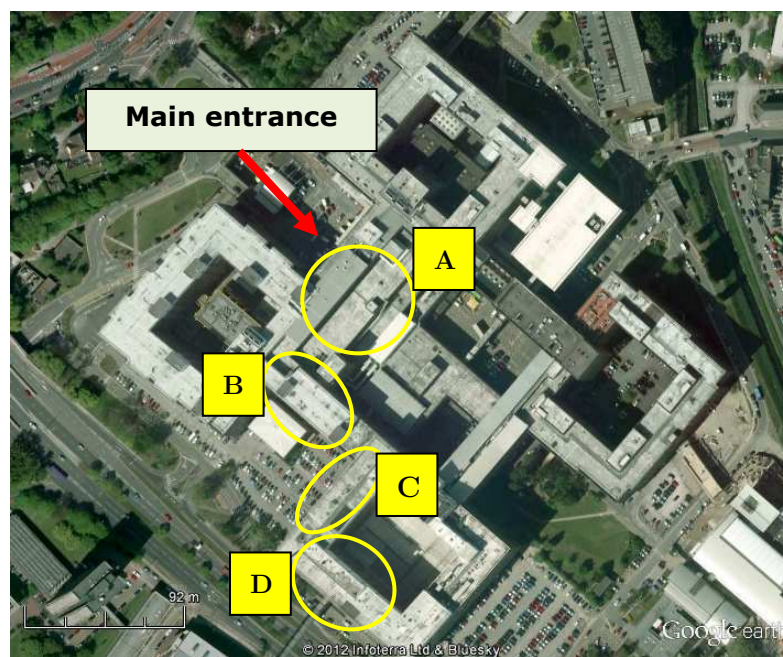 Main entrance
A
B
C
D
92 m
Google earth
© 2012 Infoterra Ltd & Bluesky